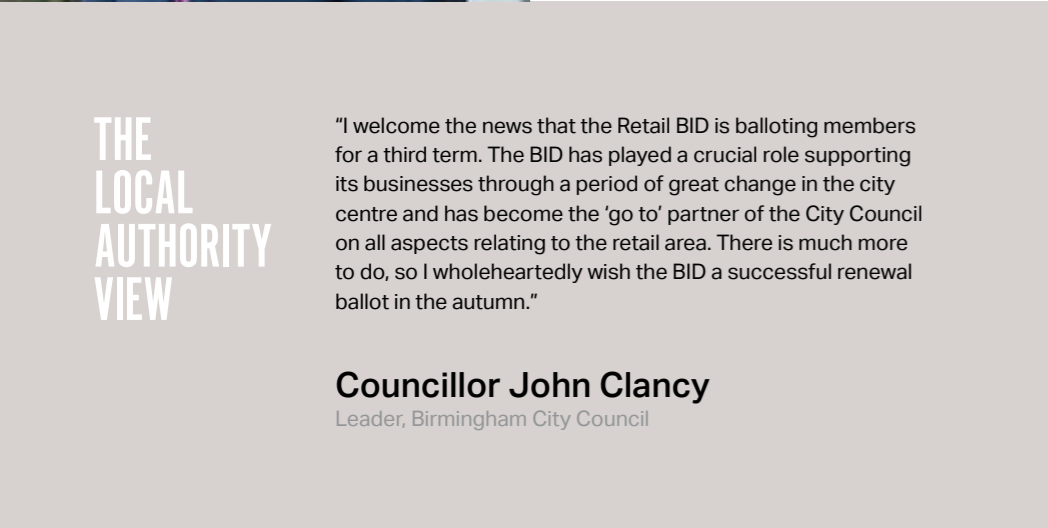 THE
LOCAL
AUTHORITY
VIEW
“I welcome the news that the Retail BID is balloting members
for a third term. The BID has played a crucial role supporting
its businesses through a period of great change in the city
centre and has become the ‘go to’ partner of the City Council
on all aspects relating to the retail area. There is much more
to do, so I wholeheartedly wish the BID a successful renewal
ballot in the autumn.”
Councillor John Clancy
Leader, Birmingham City Council